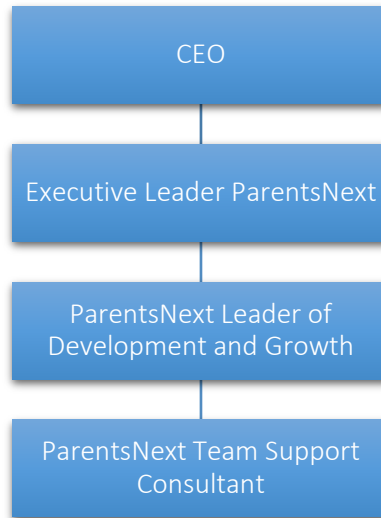 CEO
Executive Leader ParentsNext
ParentsNext Leader of
Development and Growth
ParentsNext Team Support
Consultant